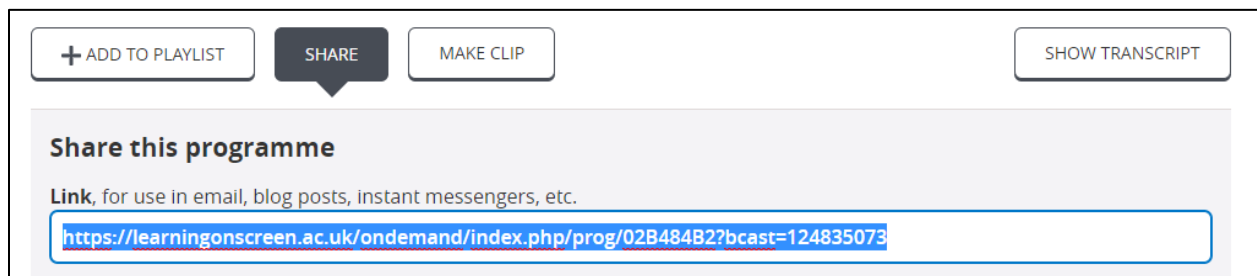 + ADD TO PLAYLIST SHARE MAKE CLIP SHOW TRANSCRIPT
Share this programme
Link, for use in email, blog posts, instant messengers, etc.
https://learningonscreen.ac.uk/ondemand/index.php/prog/02B484B2?bcast=124835073